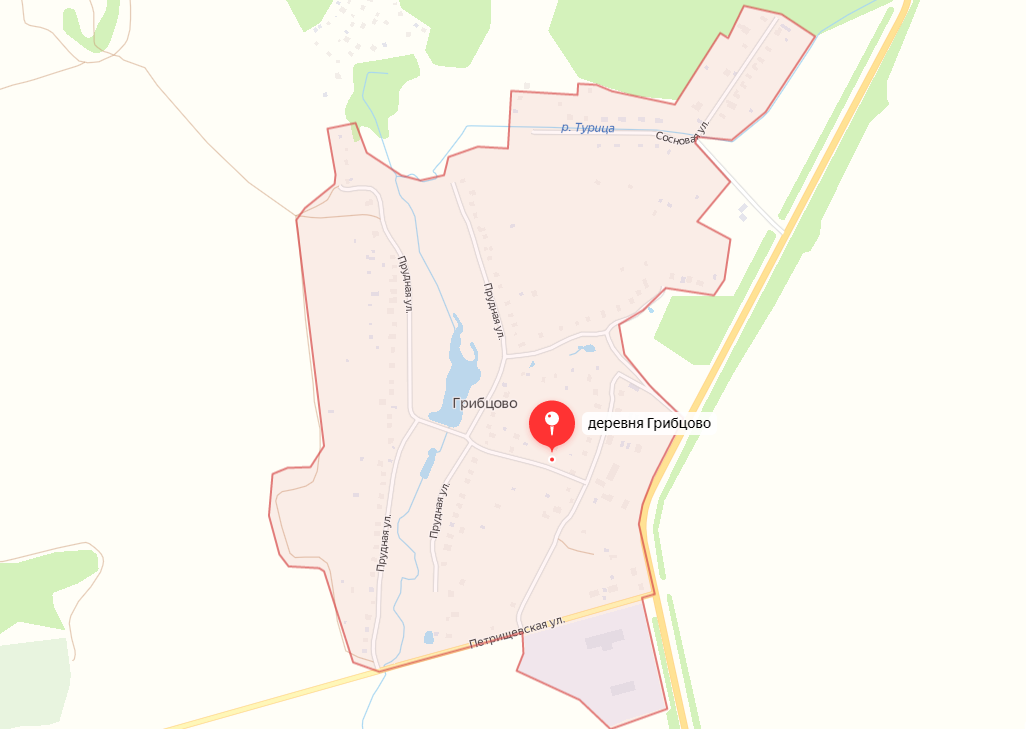 р. Турица
Сосновая ул.
Прудная ул.
Прудная ул.
Грибцово
деревня Грибцово
Прудная ул.
Прудная ул.
Петрищевская ул.